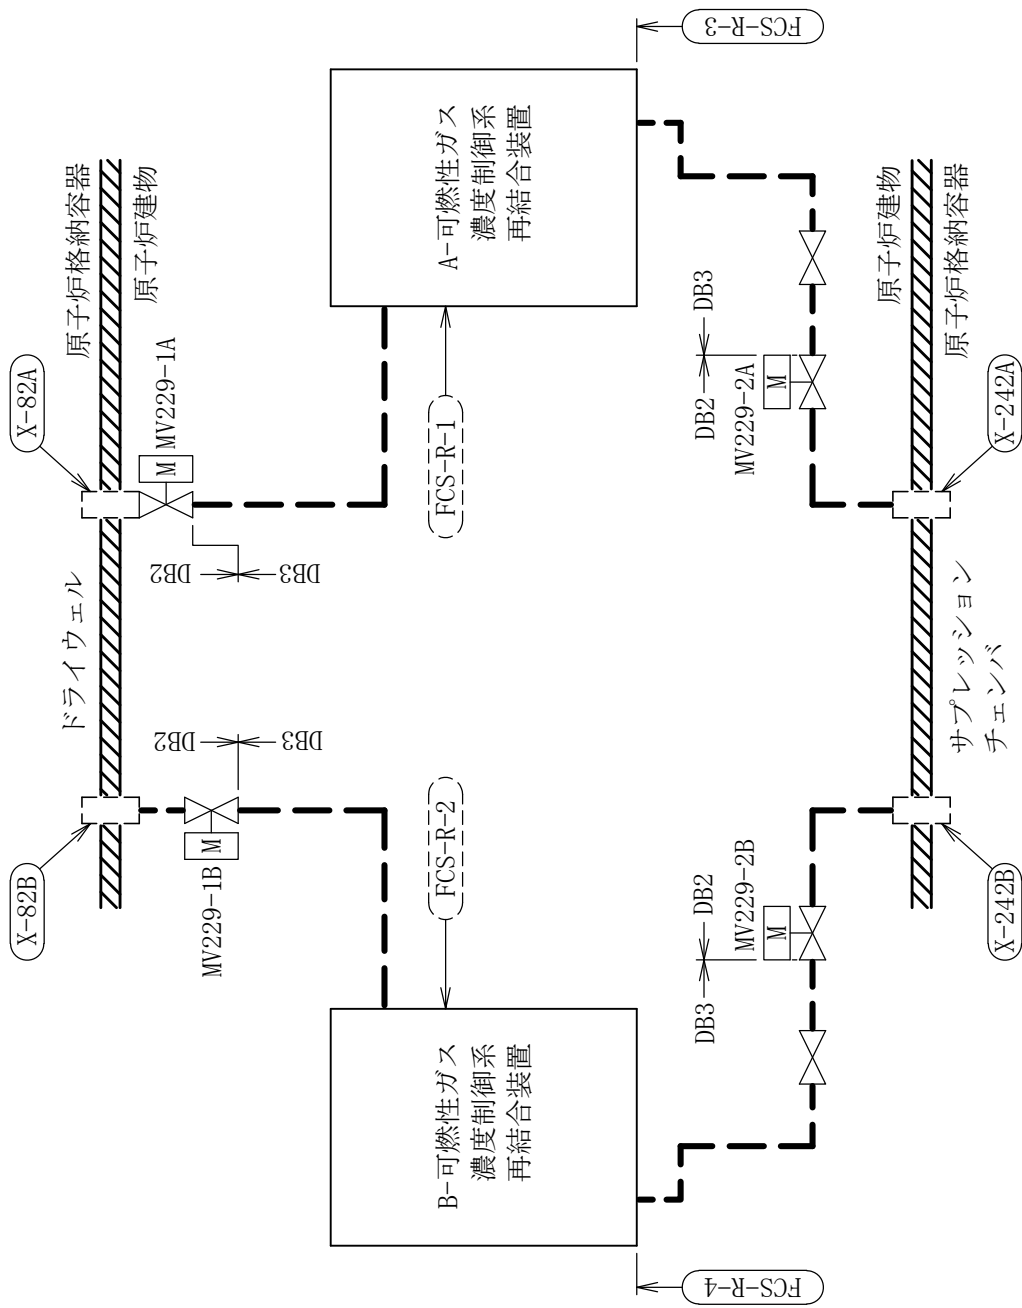 X-82B
X-82A
ドライウェル
原子炉格納容器
原子炉建物
MV229-1B
M
DB2
DB3
DB2
DB3
M
MV229-1A
FCS-R-2
FCS-R-1
B-可燃性ガス
濃度制御系
再結合装置
A-可燃性ガス
濃度制御系
再結合装置
FCS-R-4
FCS-R-3
DB3
DB2
MV229-2B
M
DB2
DB3
MV229-2A
M
原子炉建物
原子炉格納容器
サプレッション
チェンバ
X-242B
X-242A